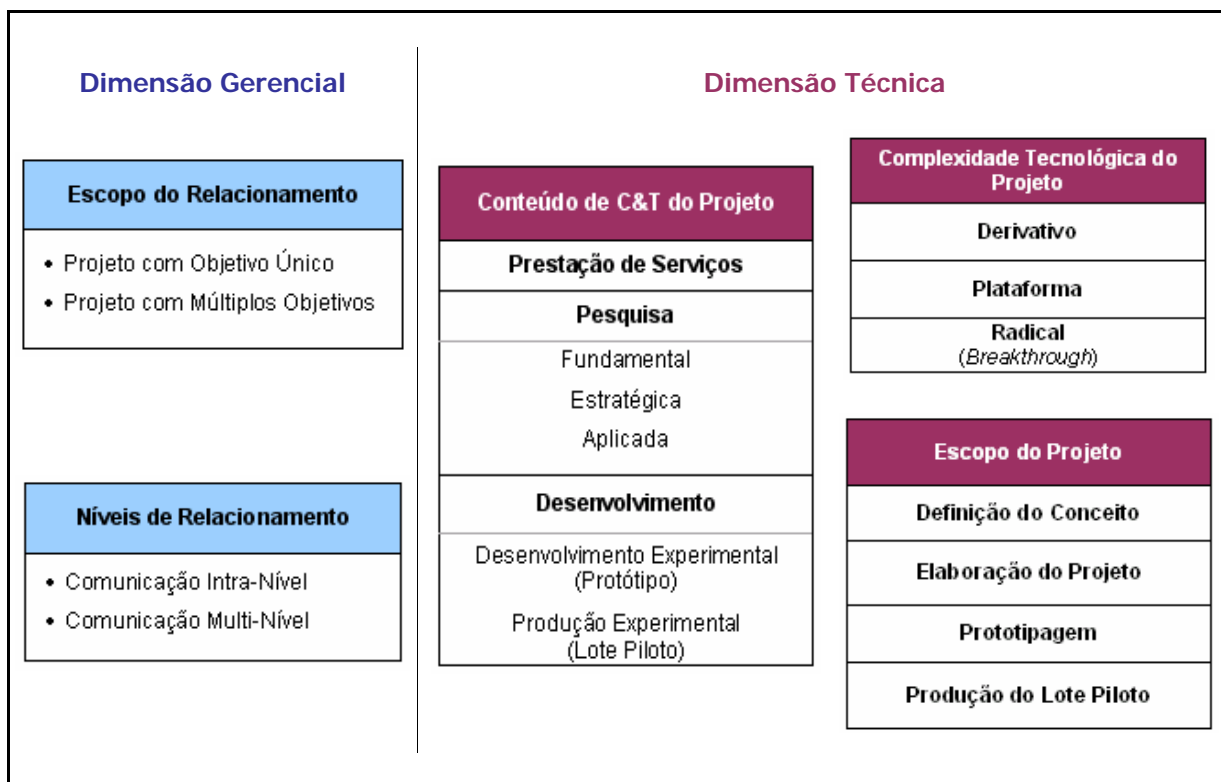 Dimensão Gerencial
Escopo do Relacionamento
• Projeto com Objetivo Único
• Projeto com Múltiplos Objetivos
Níveis de Relacionamento
• Comunicação Intra-Nível
• Comunicação Multi-Nível
Dimensão Técnica
Conteúdo de C&T do Projeto
Prestação de Serviços
Pesquisa
Fundamental
Estratégica
Aplicada
Desenvolvimento
Desenvolvimento Experimental
(Protótipo)
Produção Experimental
(Lote Piloto)
Complexidade Tecnológica do
Projeto
Derivativo
Plataforma
Radical
(Breakthrough)
Escopo do Projeto
Definição do Conceito
Elaboração do Projeto
Prototipagem
Produção do Lote Piloto